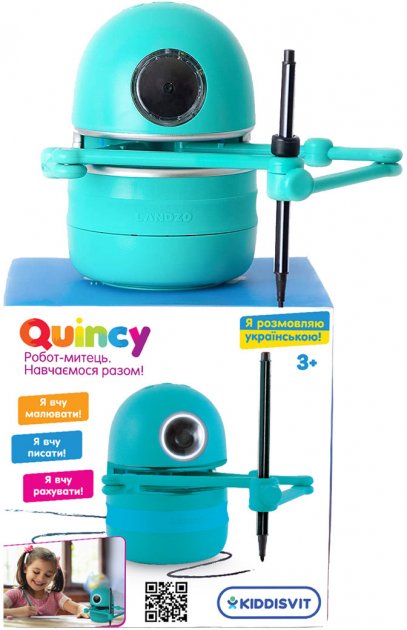 LANDZO
Quincy
Робот-митець.
Навчаємося разом!
Я розмовляю
українською!
3+
Я вчу
малювати!
Я вчу
писати!
Я вчу
рахувати!
KIDDISVIT